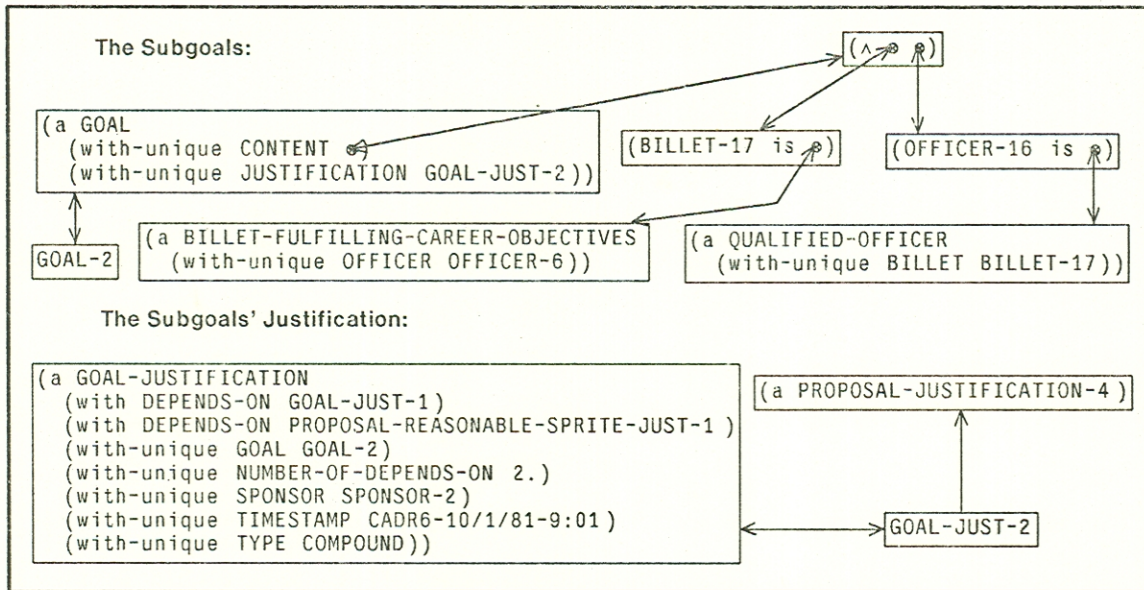 The Subgoals:
(∧ ⊗ ⊗)
(a GOAL
(with-unique CONTENT ⊗)
(with-unique JUSTIFICATION GOAL-JUST-2))
(BILLET-17 is ⊗)
(OFFICER-16 is ⊗)
GOAL-2
(a BILLET-FULFILLING-CAREER-OBJECTIVES
(with-unique OFFICER OFFICER-6))
(a QUALIFIED-OFFICER
(with-unique BILLET BILLET-17))
The Subgoals' Justification:
(a GOAL-JUSTIFICATION
(with DEPENDS-ON GOAL-JUST-1)
(with DEPENDS-ON PROPOSAL-REASONABLE-SPRITE-JUST-1)
(with-unique GOAL GOAL-2)
(with-unique NUMBER-OF-DEPENDS-ON 2.)
(with-unique SPONSOR SPONSOR-2)
(with-unique TIMESTAMP CADR6-10/1/81-9:01)
(with-unique TYPE COMPOUND))
(a PROPOSAL-JUSTIFICATION-4)
GOAL-JUST-2